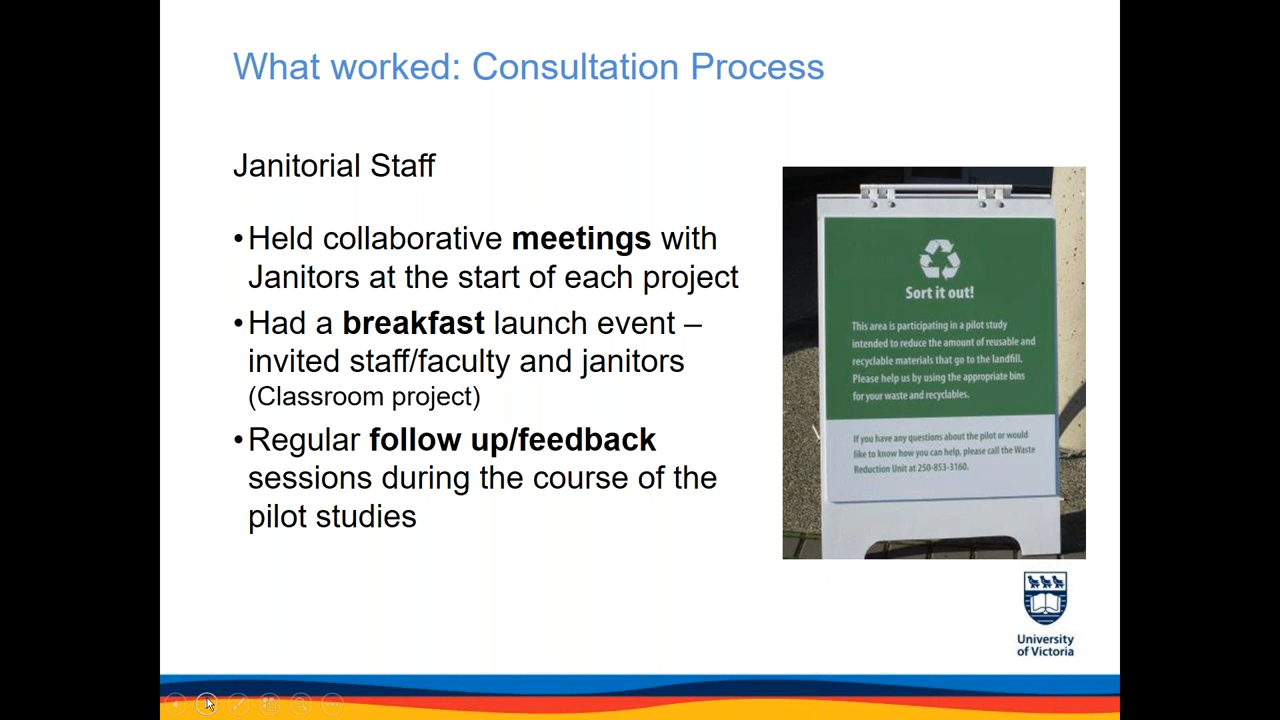 What worked: Consultation Process
Janitorial Staff
•Held collaborative meetings with
Janitors at the start of each project
•Had a breakfast launch event –
invited staff/faculty and janitors
(Classroom project)
•Regular follow up/feedback
sessions during the course of the
pilot studies
Sort it out!
This area is participating in a pilot study
intended to reduce the amount of reusable and
recyclable materials that go to the landfill.
Please help us by using the appropriate bins
for your waste and recyclables.
If you have any questions about the pilot or would
like to know how you can help, please call the Waste
Reduction Unit at 250-853-3160.
University
of Victoria